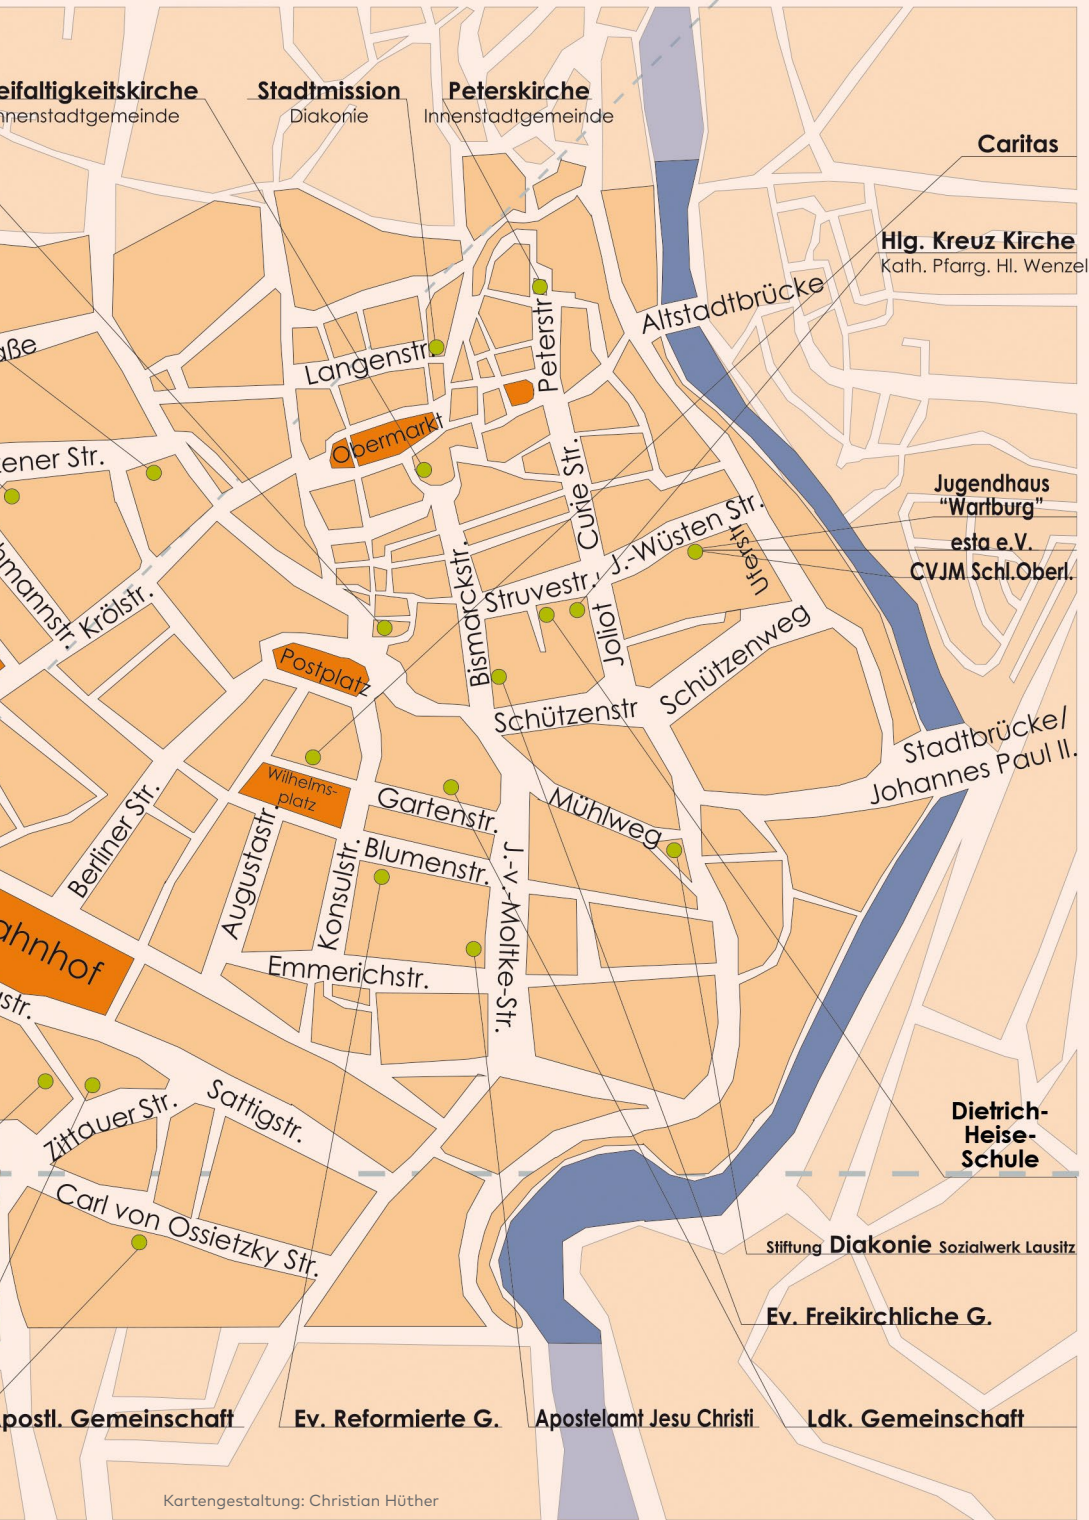 eifaltigkeitskirche
nnenstadtgemeinde
Stadtmission
Diakonie
Peterskirche
Innenstadtgemeinde
Caritas
Hlg. Kreuz Kirche
Kath. Pfarrg. Hl. Wenzel
Altstadtbrücke
Peterstr.
Langenstr.
aße
Obermarkt
zener Str.
Curie Str.
Joliot
Jugendhaus
“Wartburg”
esta e.V.
CVJM Schl.Oberl.
J.-Wüsten Str.
Uferstr.
Struvestr.
Bismarckstr.
hmannstr.
Krölstr.
Postplatz
Schützenweg
Schützenstr
Stadtbrücke/
Johannes Paul II.
Wilhelms-
platz
Gartenstr.
Mühlweg
Berliner Str.
Augustastr.
Konsulstr.
Blumenstr.
J.-v.-Moltke-Str.
ahnhof
Emmerichstr.
str.
Zittauer Str.
Sattigstr.
Dietrich-
Heise-
Schule
Carl von Ossietzky Str.
Stiftung Diakonie Sozialwerk Lausitz
Ev. Freikirchliche G.
postl. Gemeinschaft
Ev. Reformierte G.
Apostelamt Jesu Christi
Ldk. Gemeinschaft
Kartengestaltung: Christian Hüther